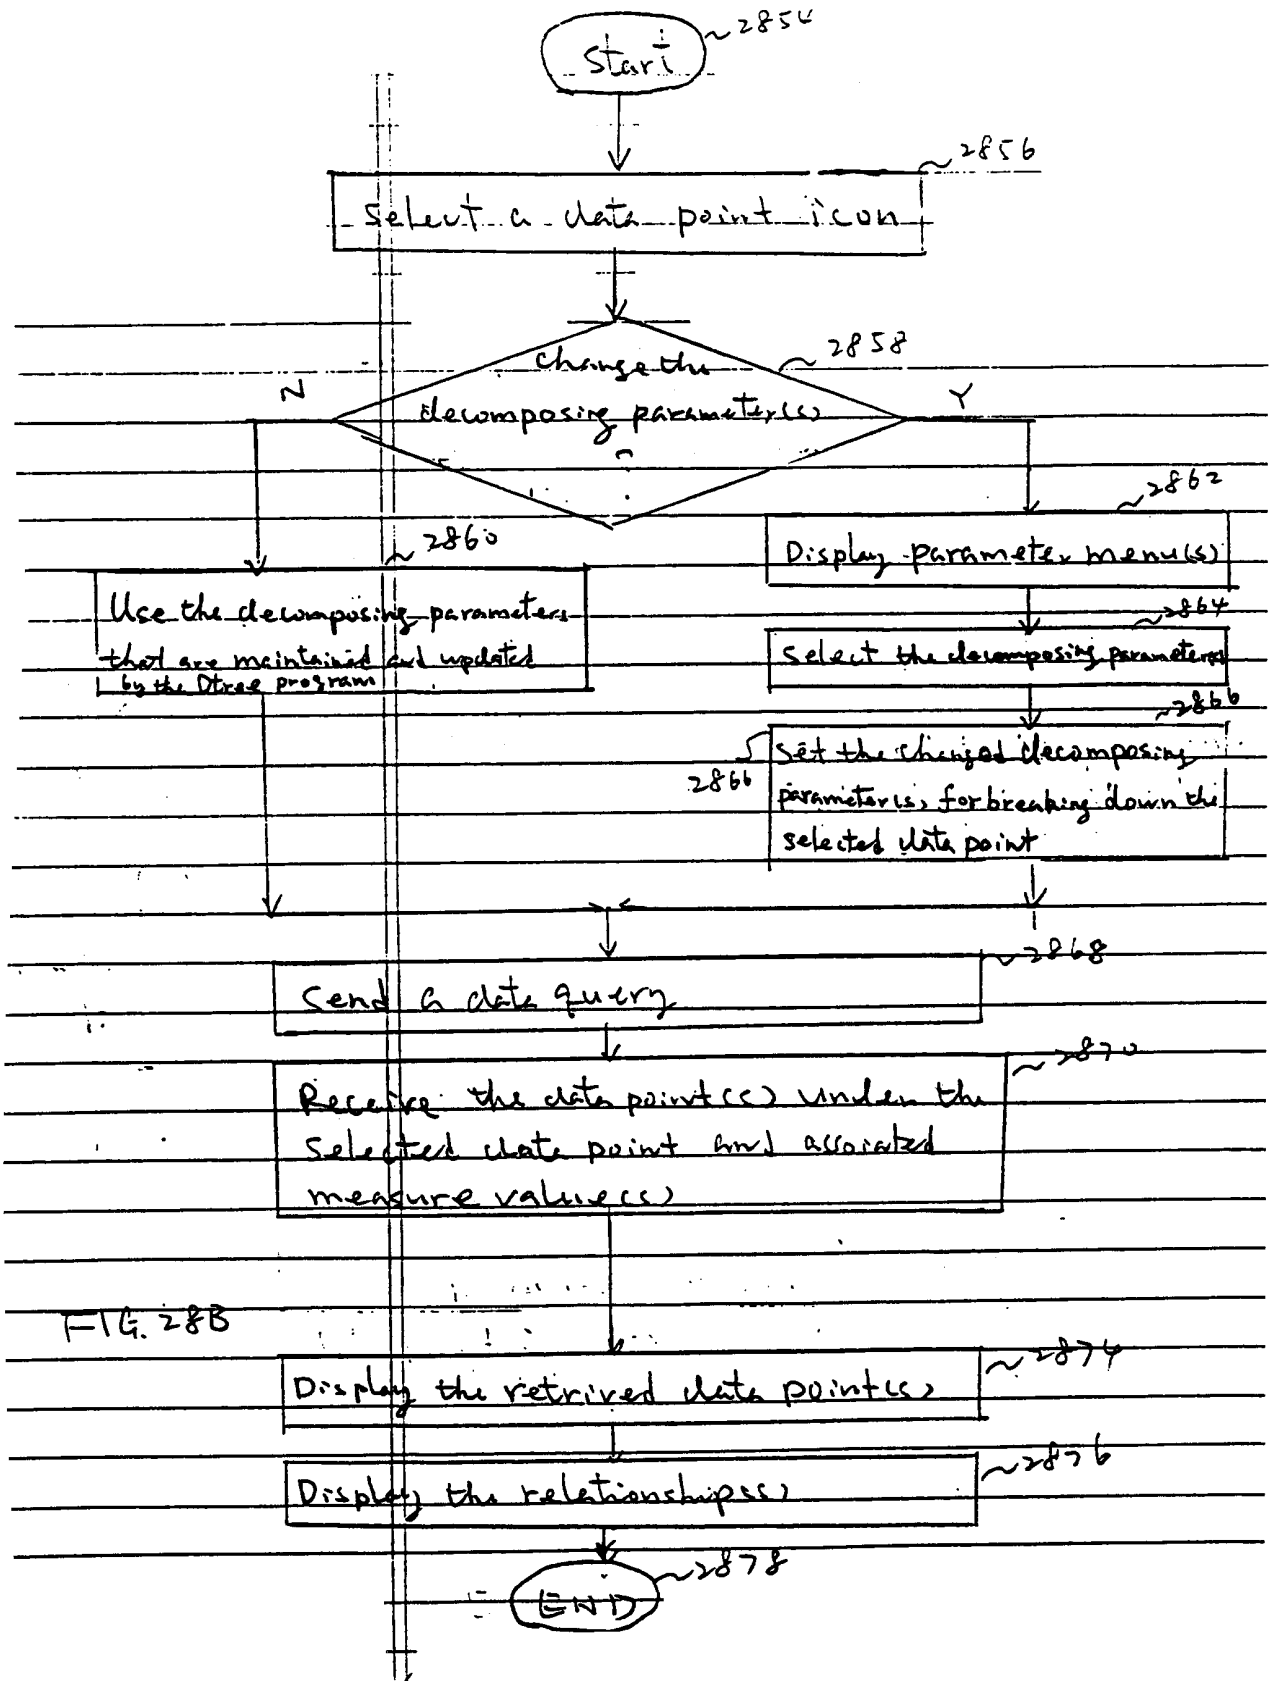 Start
2854
2856
Select a data point icon
2858
Change the
N
decomposing parameter(s)
Y
?
2862
2860
Display parameter menu(s)
Use the decomposing parameters
2864
that are maintained and updated
Select the decomposing parameter(s)
by the Dtree program
2866
Set the changed decomposing
2866
parameter(s) for breaking down the
selected data point
2868
Send a data query
2870
Receive the data point(s) under the
selected data point and associated
measure value(s)
FIG. 28B
2874
Display the retrived data point(s)
2876
Display the relationship(s)
2878
END